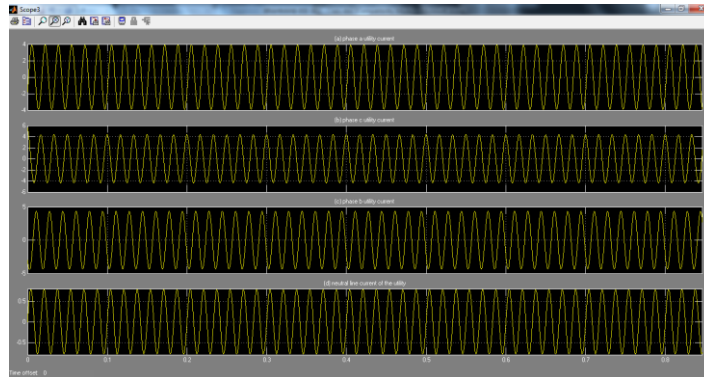 Scope3
(a) phase a-utility current
4
2
0
-2
-4
(b) phase c-utility current
6
4
2
0
-2
-4
-6
(c) phase b-utility current
5
0
-5
(d) neutral line current of the utility
0.5
0
-0.5
0 0.1 0.2 0.3 0.4 0.5 0.6 0.7 0.8
Time offset: 0